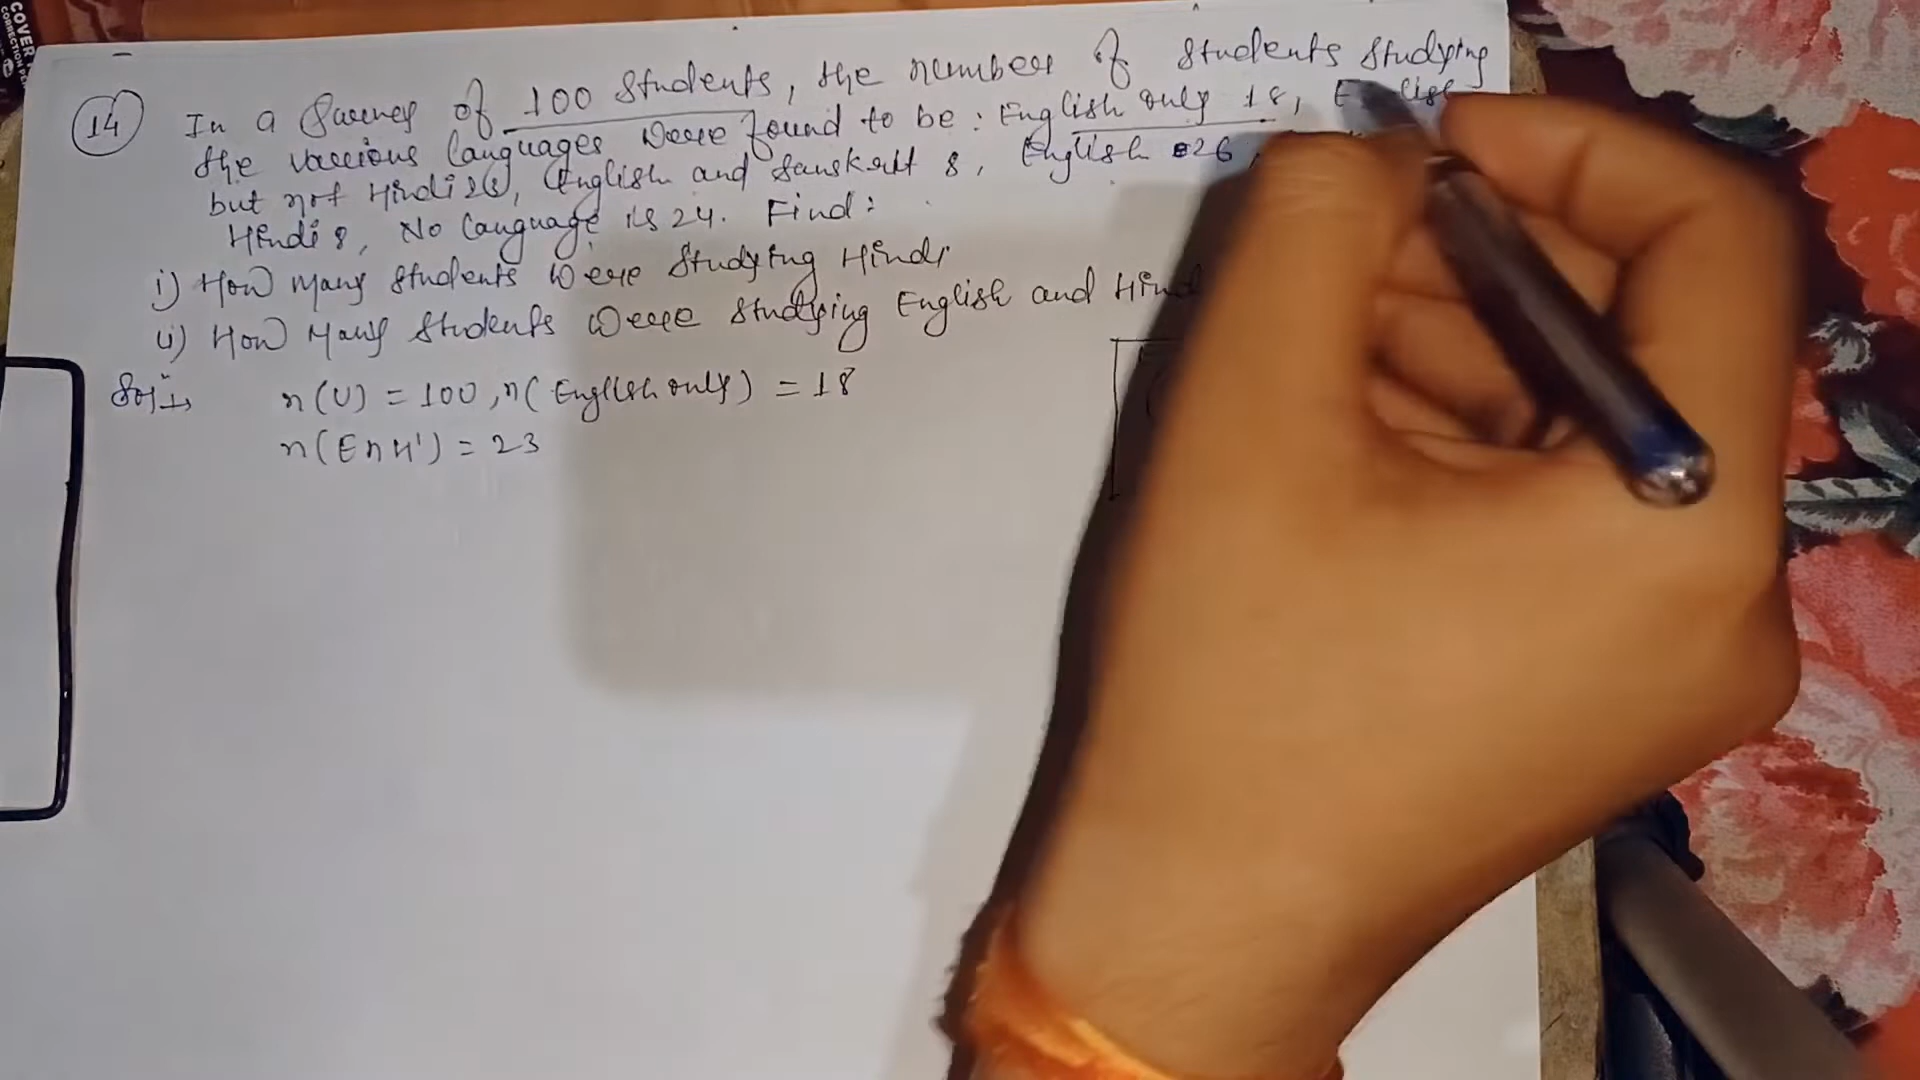 COVER
CORRECTION PEN
14 In a Survey of 100 Students, the number of Students Studying
the various languages were found to be: English only 18, English
but not Hindi 23, English and Sanskrit 8, English 26,
Hindi 8, No language is 24. Find:
i) How many students were studying Hindi
ii) How many students were studying English and Hindi
Sol:→ n(U) = 100, n(English only) = 18
n(E∩H') = 23